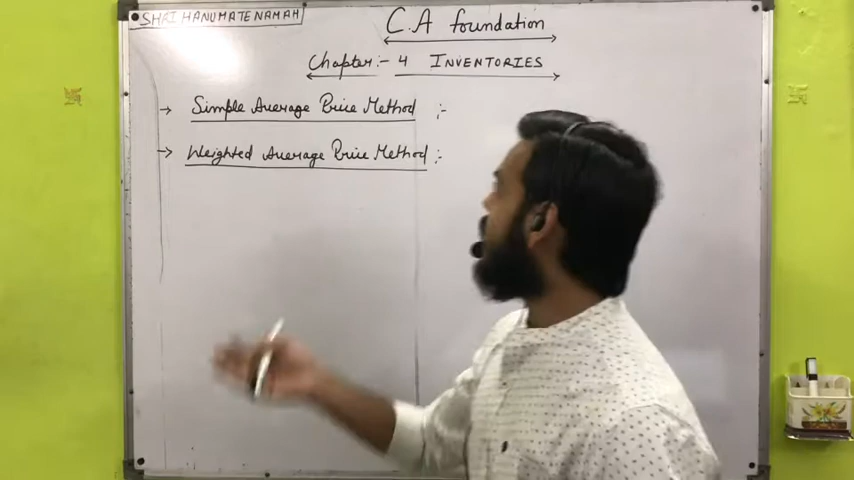 SHRI HANUMATE NAMAH
C.A foundation
Chapter:- 4 INVENTORIES
→ Simple Average Price Method :-
→ Weighted Average Price Method :-